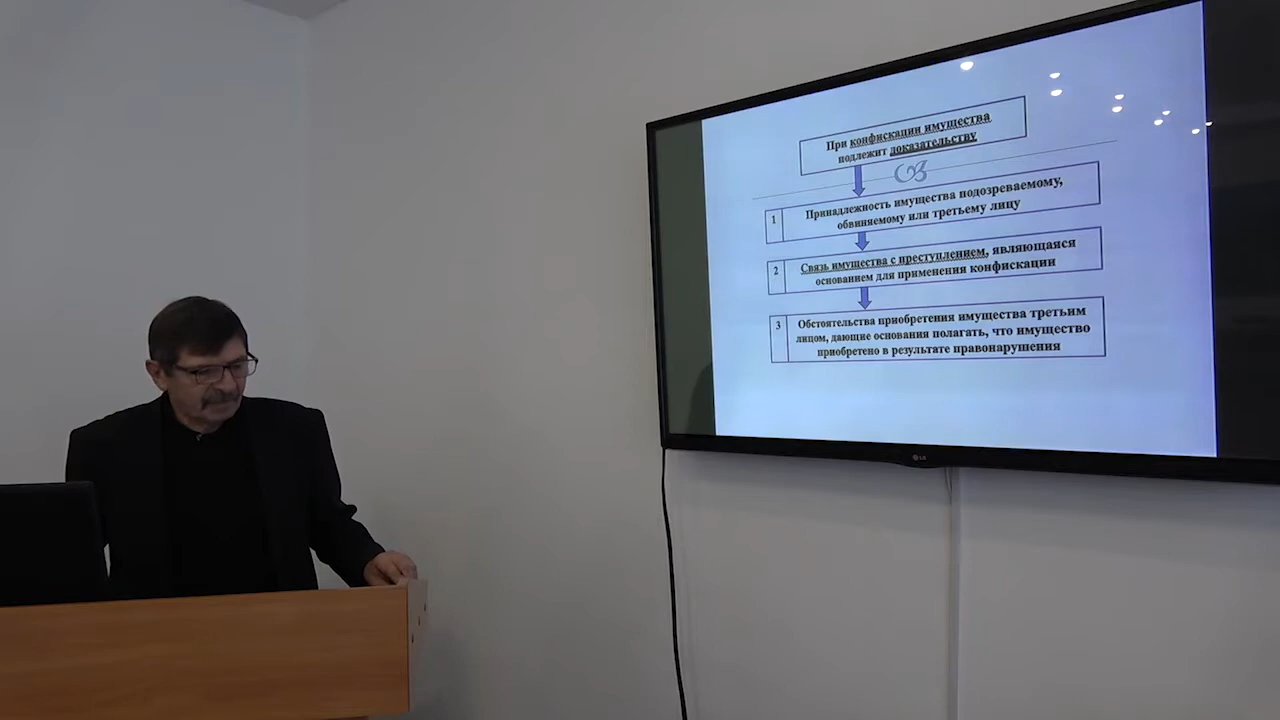 При конфискации имущества
подлежит доказательству
1
Принадлежность имущества подозреваемому,
обвиняемому или третьему лицу
2
Связь имущества с преступлением, являющаяся
основанием для применения конфискации
3
Обстоятельства приобретения имущества третьим
лицом, дающие основания полагать, что имущество
приобретено в результате правонарушения
LG